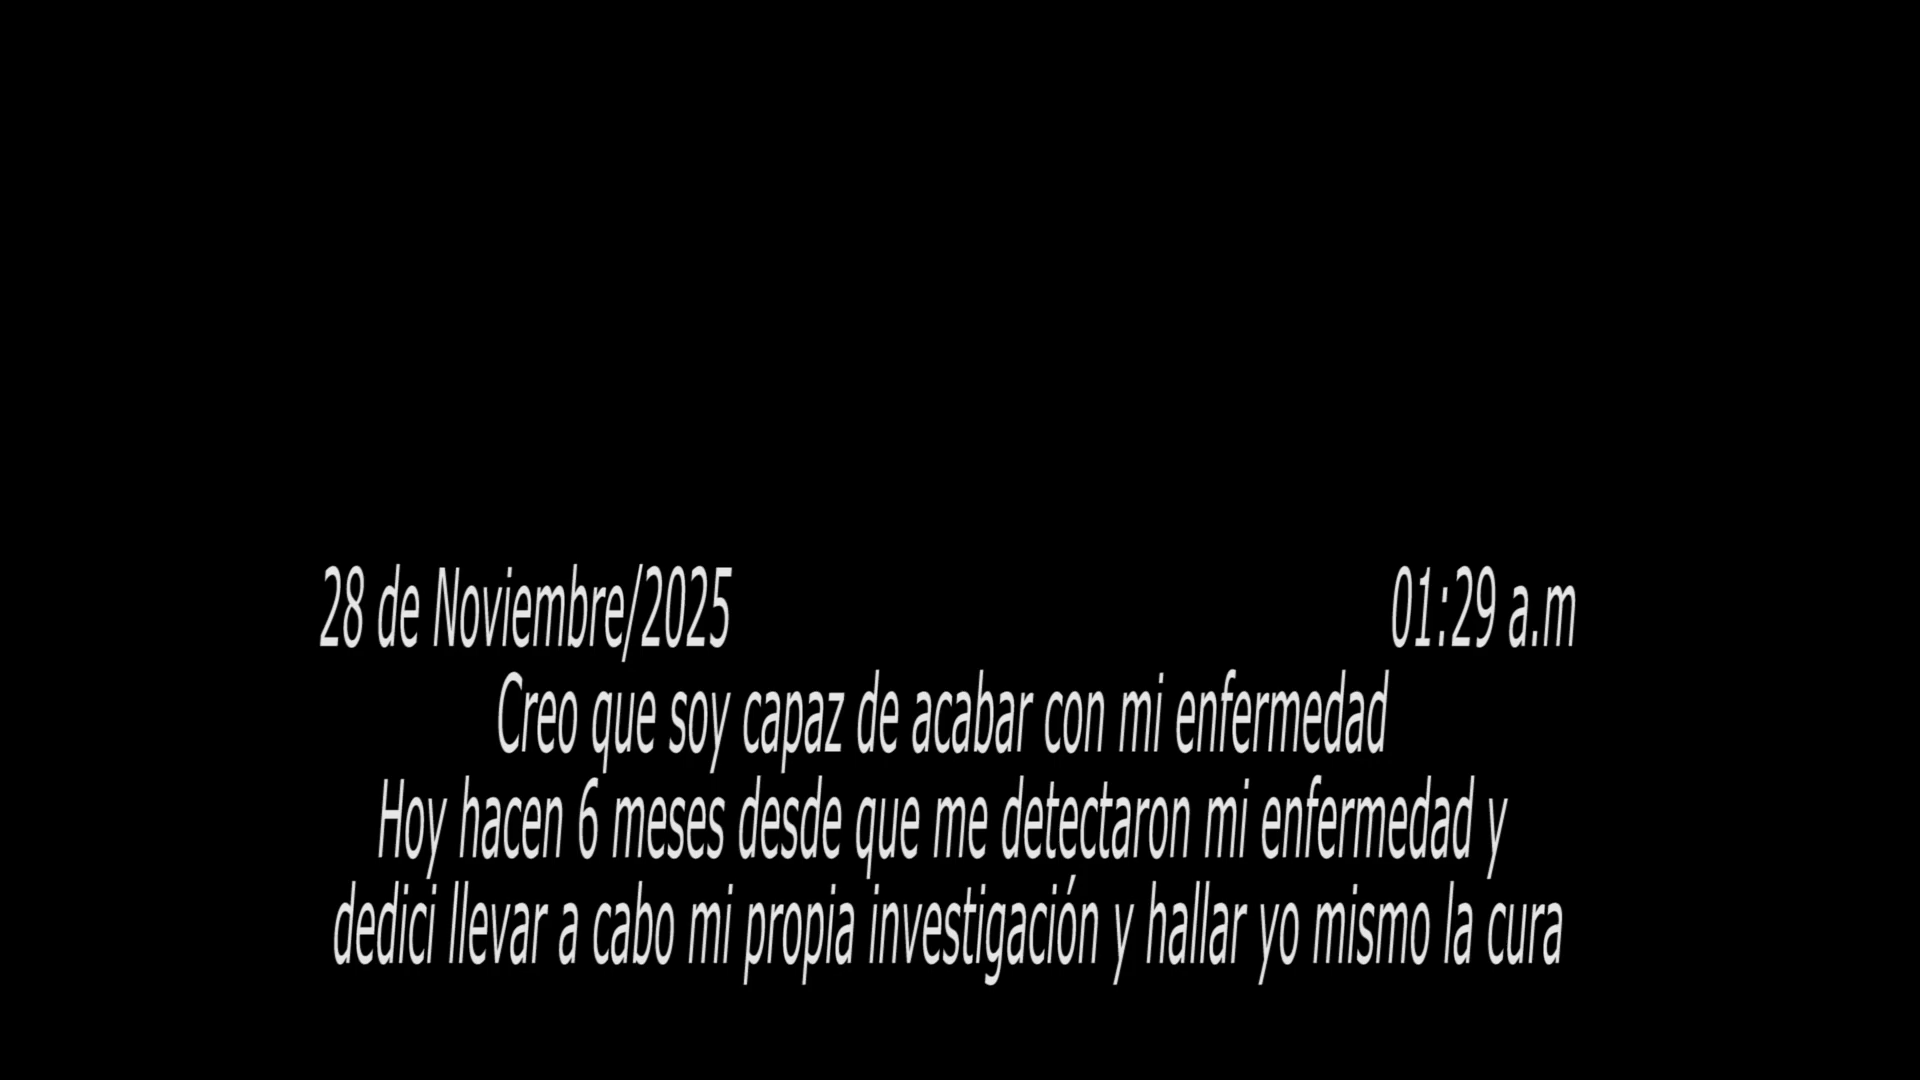 28 de Noviembre/2025 01:29 a.m
Creo que soy capaz de acabar con mi enfermedad
Hoy hacen 6 meses desde que me detectaron mi enfermedad y
dedici llevar a cabo mi propia investigación y hallar yo mismo la cura